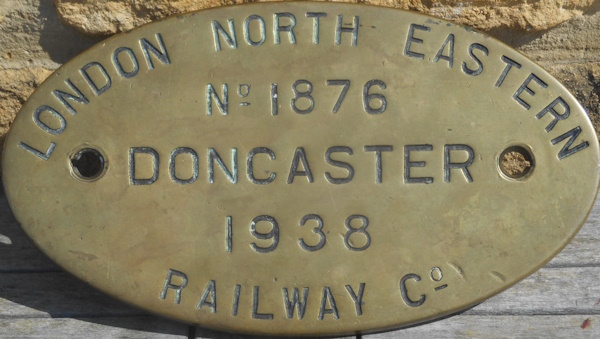 LONDON NORTH EASTERN
Nº 1876
DONCASTER
1938
RAILWAY Cº